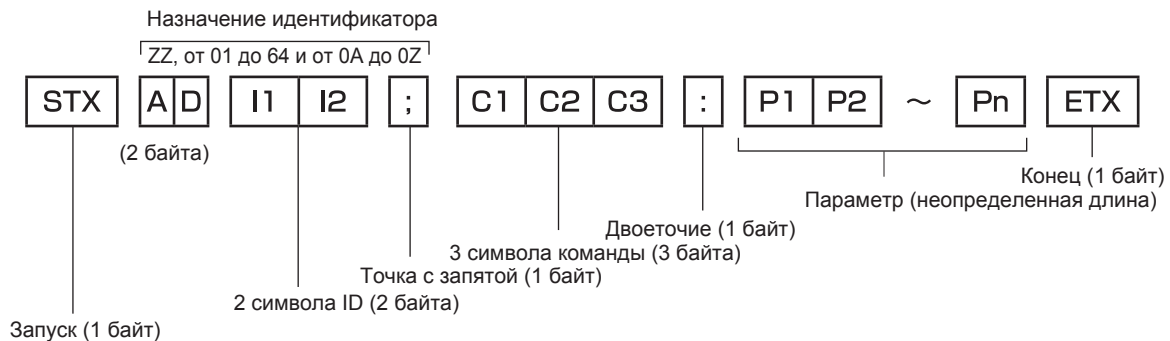 Назначение идентификатора
ZZ, от 01 до 64 и от 0A до 0Z
STX A D I1 I2 ; C1 C2 C3 : P1 P2 ~ Pn ETX
(2 байта)
Конец (1 байт)
Параметр (неопределенная длина)
Двоеточие (1 байт)
3 символа команды (3 байта)
Точка с запятой (1 байт)
2 символа ID (2 байта)
Запуск (1 байт)